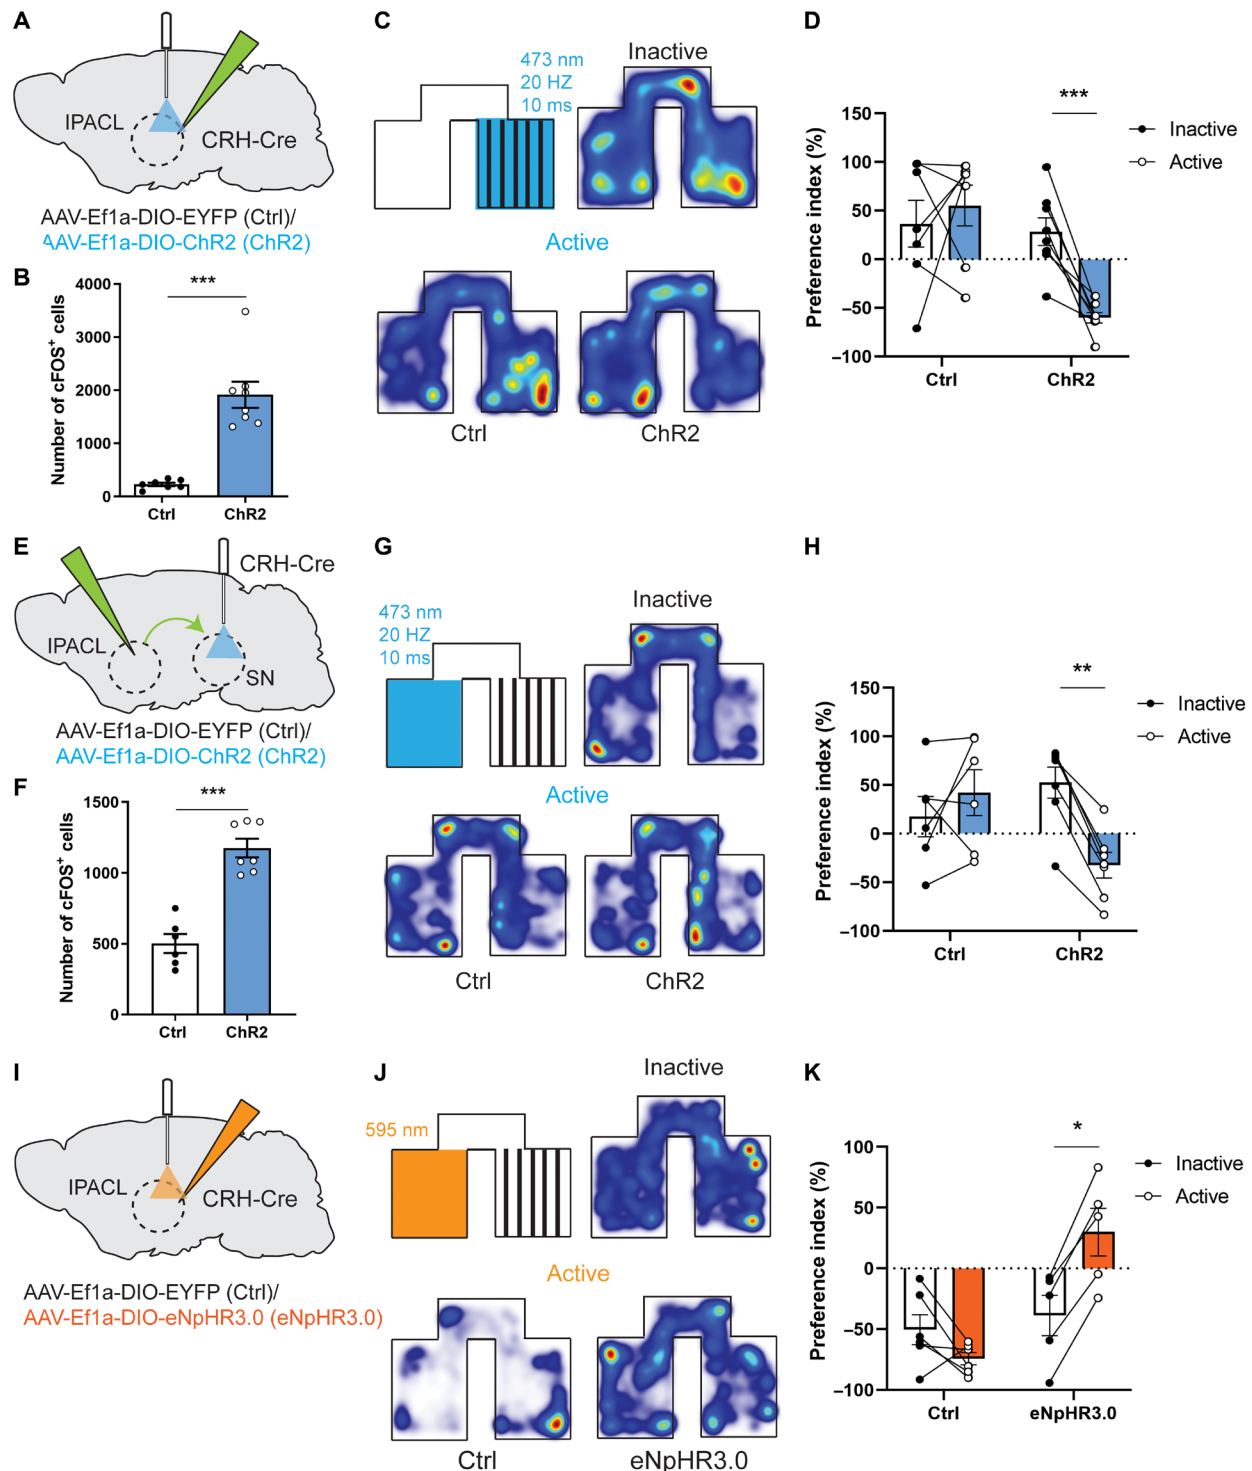 A
IPACL
CRH-Cre
AAV-Ef1a-DIO-EYFP (Ctrl)/
AAV-Ef1a-DIO-ChR2 (ChR2)
B
Number of cFOS+ cells
4000
3000
2000
1000
0
***
Ctrl
ChR2
C
473 nm
20 HZ
10 ms
Inactive
Active
Ctrl
ChR2
D
Preference index (%)
150
100
50
0
−50
−100
***
Inactive
Active
Ctrl
ChR2
E
CRH-Cre
IPACL
SN
AAV-Ef1a-DIO-EYFP (Ctrl)/
AAV-Ef1a-DIO-ChR2 (ChR2)
F
Number of cFOS+ cells
1500
1000
500
0
***
Ctrl
ChR2
G
473 nm
20 HZ
10 ms
Inactive
Active
Ctrl
ChR2
H
Preference index (%)
150
100
50
0
−50
−100
**
Inactive
Active
Ctrl
ChR2
I
IPACL
CRH-Cre
AAV-Ef1a-DIO-EYFP (Ctrl)/
AAV-Ef1a-DIO-eNpHR3.0 (eNpHR3.0)
J
595 nm
Inactive
Active
Ctrl
eNpHR3.0
K
Preference index (%)
100
50
0
−50
−100
*
Inactive
Active
Ctrl
eNpHR3.0